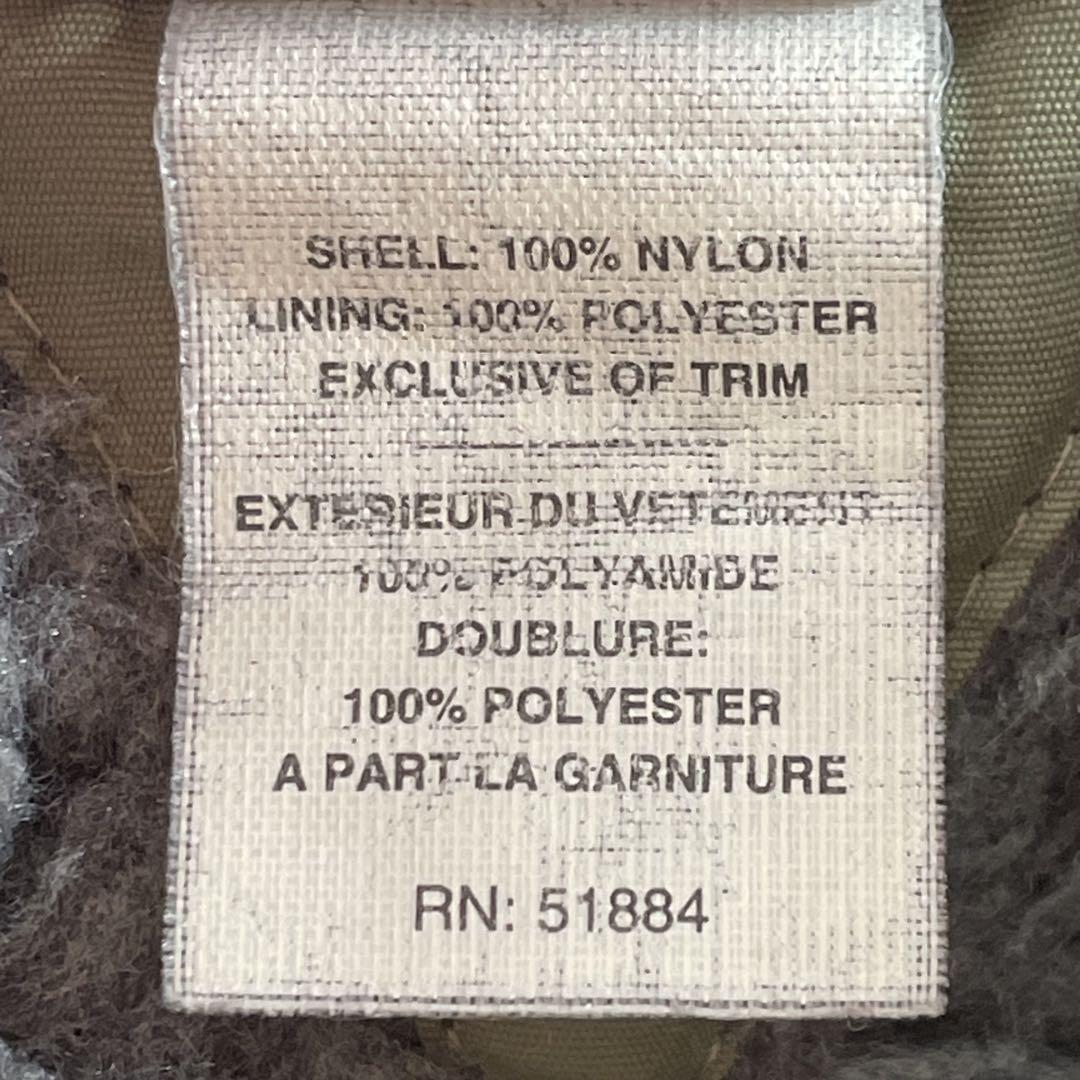 SHELL: 100% NYLON
LINING: 100% POLYESTER
EXCLUSIVE OF TRIM
EXTERIEUR DU VETEMENT
100% POLYAMIDE
DOUBLURE:
100% POLYESTER
A PART LA GARNITURE
RN: 51884